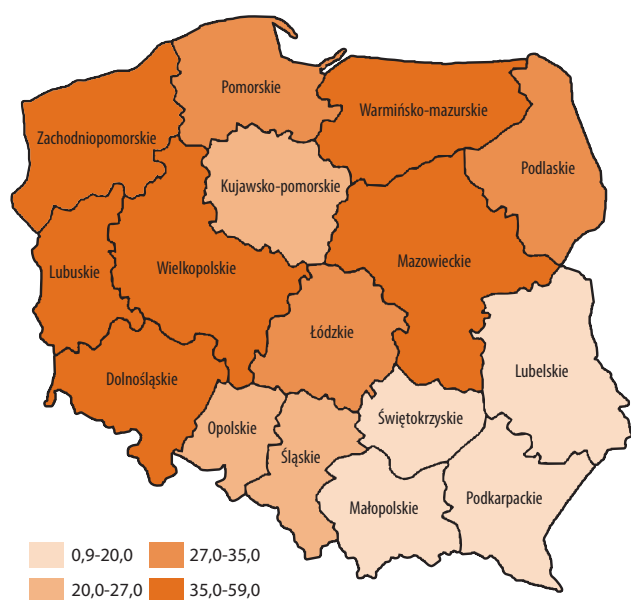 Pomorskie
Warmińsko-mazurskie
Zachodniopomorskie
Podlaskie
Kujawsko-pomorskie
Mazowieckie
Wielkopolskie
Lubuskie
Łódzkie
Lubelskie
Dolnośląskie
Świętokrzyskie
Opolskie
Śląskie
Podkarpackie
Małopolskie
0,9-20,0
27,0-35,0
20,0-27,0
35,0-59,0